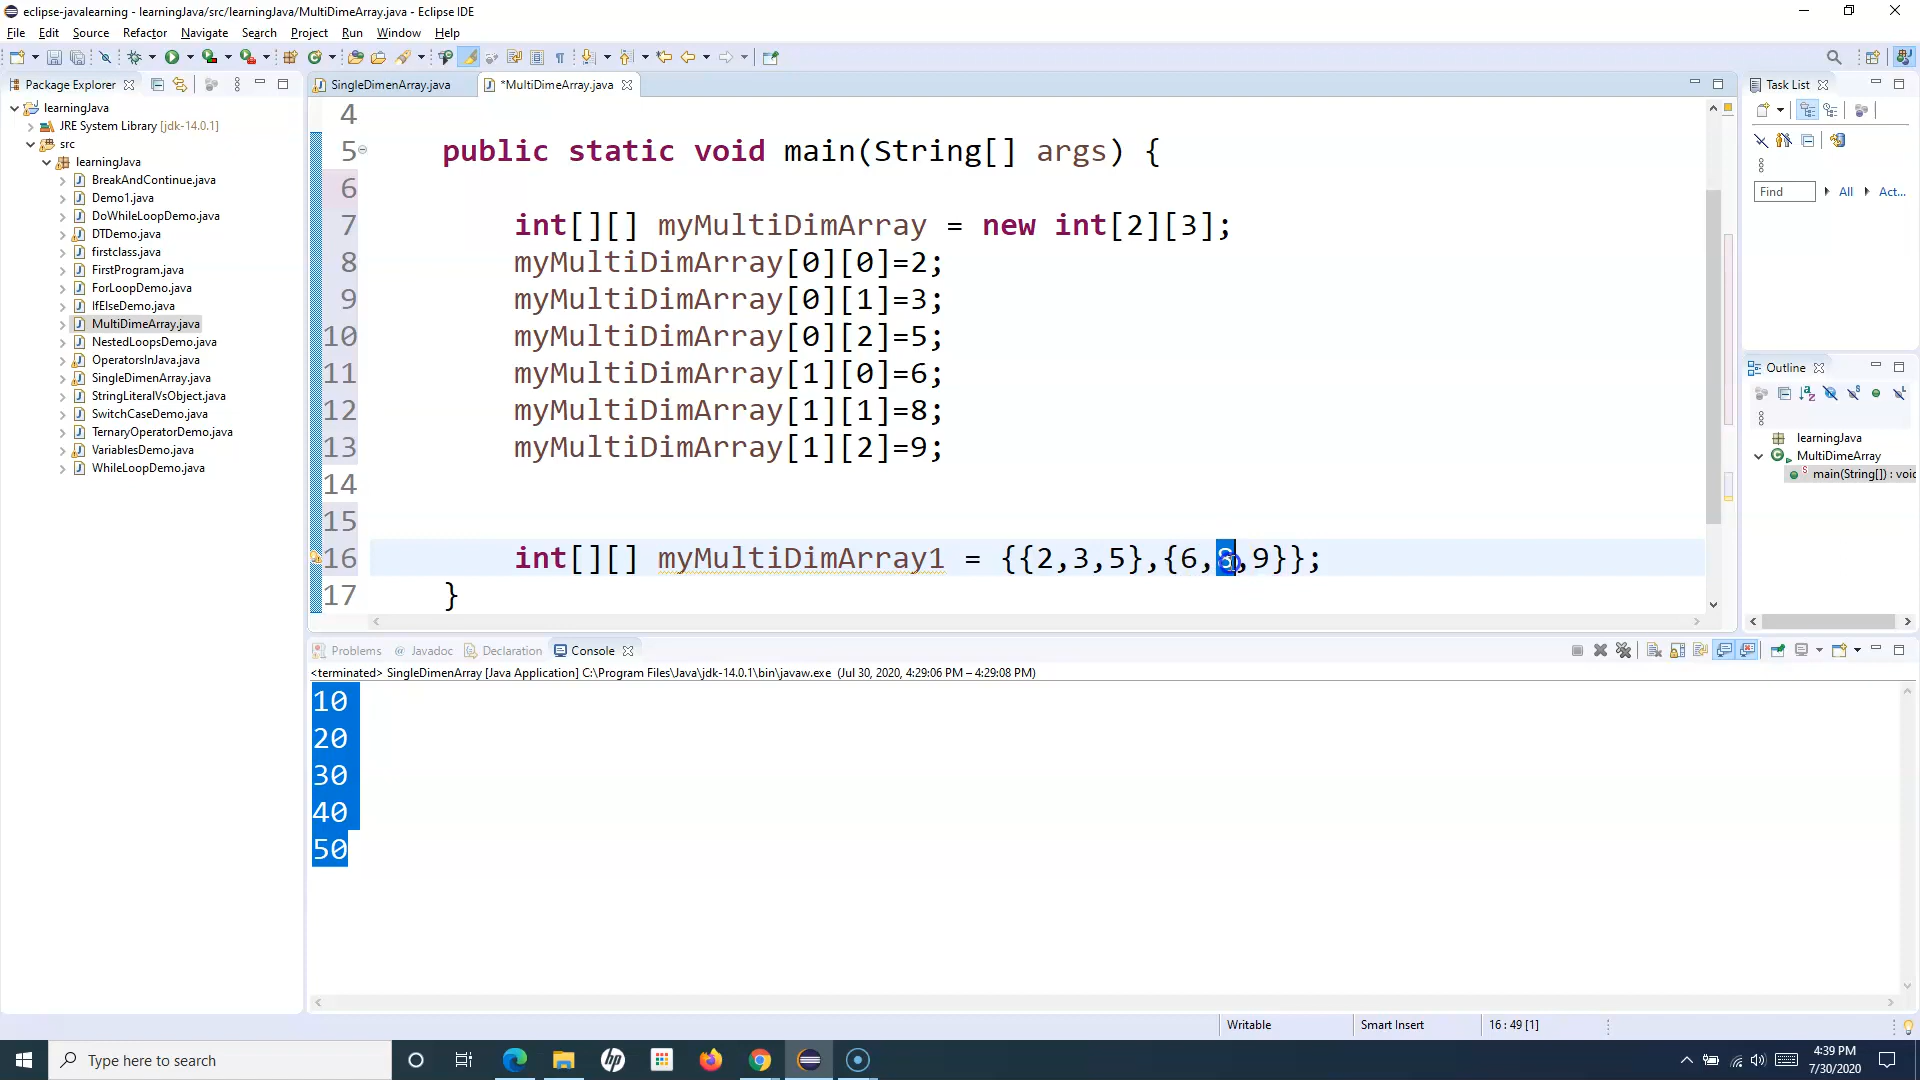 eclipse-javalearning - learningJava/src/learningJava/MultiDimeArray.java - Eclipse IDE
File Edit Source Refactor Navigate Search Project Run Window Help
Package Explorer
learningJava
JRE System Library [jdk-14.0.1]
src
learningJava
BreakAndContinue.java
Demo1.java
DoWhileLoopDemo.java
DTDemo.java
firstclass.java
FirstProgram.java
ForLoopDemo.java
IfElseDemo.java
MultiDimeArray.java
NestedLoopsDemo.java
OperatorsInJava.java
SingleDimenArray.java
StringLiteralVsObject.java
SwitchCaseDemo.java
TernaryOperatorDemo.java
VariablesDemo.java
WhileLoopDemo.java
SingleDimenArray.java *MultiDimeArray.java
4
5 public static void main(String[] args) {
6
7 int[][] myMultiDimArray = new int[2][3];
8 myMultiDimArray[0][0]=2;
9 myMultiDimArray[0][1]=3;
10 myMultiDimArray[0][2]=5;
11 myMultiDimArray[1][0]=6;
12 myMultiDimArray[1][1]=8;
13 myMultiDimArray[1][2]=9;
14
15
16 int[][] myMultiDimArray1 = {{2,3,5},{6,8,9}};
17 }
Task List
Find All Act...
Outline
learningJava
MultiDimeArray
main(String[]) : void
Problems @ Javadoc Declaration Console
<terminated> SingleDimenArray [Java Application] C:\Program Files\Java\jdk-14.0.1\bin\javaw.exe (Jul 30, 2020, 4:29:06 PM – 4:29:08 PM)
10
20
30
40
50
Writable Smart Insert 16 : 49 [1]
Type here to search
hp
4:39 PM
7/30/2020